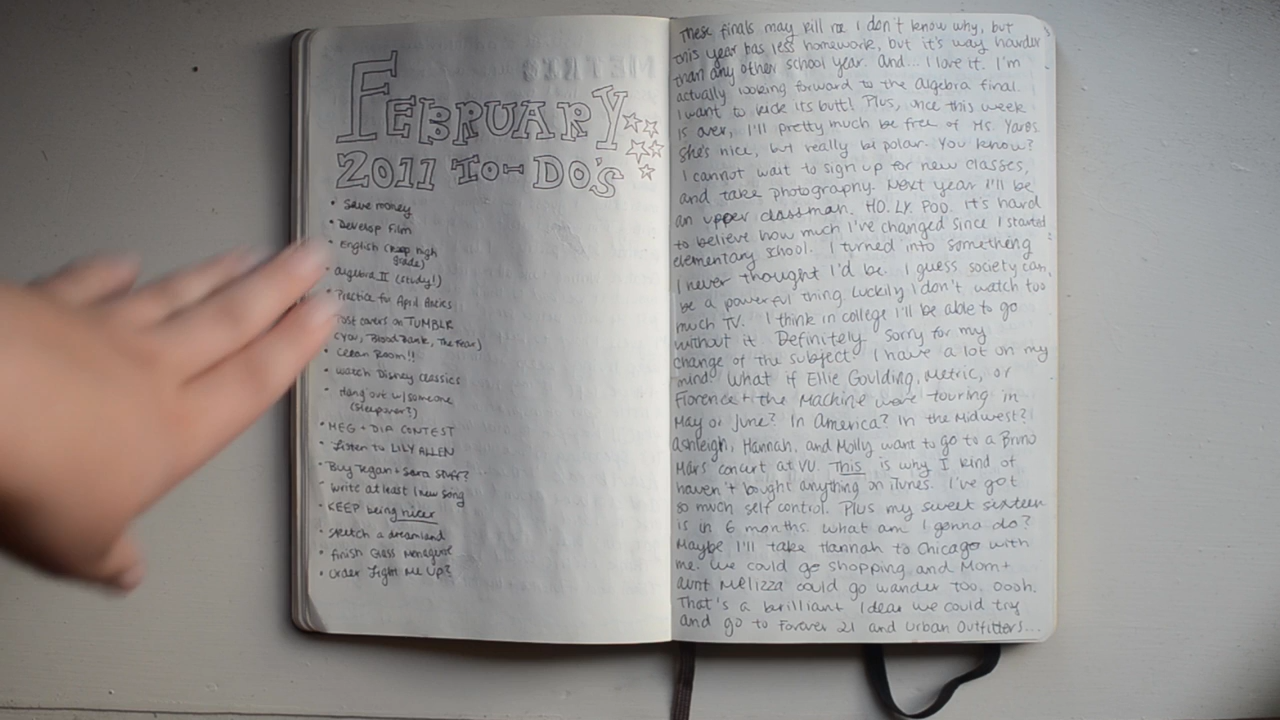 FEBRUARY
2011 TO-DO'S
• Save money
• Develop film
• English (keep high
grade)
• algebra II (study!)
• Practice for April Basics
Post covers on TUMBLR
(You, Blood Bank, The Fear)
• Clean Room!!
• watch Disney classics
• Hang out w/someone
(sleepover?)
• MEG + DIA CONTEST
• Listen to LILY ALLEN
• Buy Tegan + Sara stuff?
• write at least 1 new song
• KEEP being nicer
• sketch a dreamland
• finish Glass Menagerie
• Order Light Me Up?
These finals may kill me I don't know why, but
this year has less homework, but it's way harder
than any other school year. And... I love it. I'm
actually looking forward to the algebra final.
I want to kick its butt! Plus, once this week
is over, I'll pretty much be free of Ms.
She's nice, but really bi polar. You know?
I cannot wait to sign up for new classes,
and take photography. Next year I'll be
an upper classman. HO. LY. POO. It's hard
to believe how much I've changed since I started
elementary school. I turned into something
I never thought I'd be. I guess society can
be a powerful thing. Luckily I don't watch too
much TV. I think in college I'll be able to go
without it. Definitely. Sorry for my
change of the subject. I have a lot on my
mind. What if Ellie Goulding, Metric, or
Florence + the Machine were touring in
May or June? In America? In the Midwest?!
Ashleigh, Hannah, and Molly want to go to a Bruno
Mars concert at VU. This is why I kind of
haven't bought anything on iTunes. I've got
so much self control. Plus my sweet sixteen
is in 6 months. What am I gonna do?
Maybe I'll take Hannah to Chicago with
me. We could go shopping and Mom+
aunt Melizza could go wander too. Oooh.
That's a brilliant idea. We could try
and go to Forever 21 and Urban Outfitters...